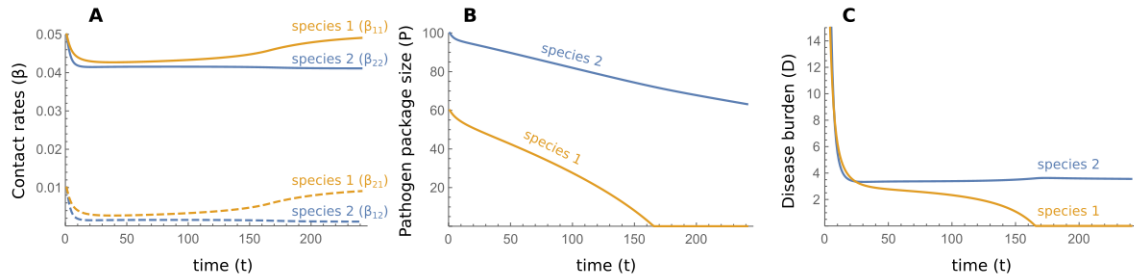 A
Contact rates (β)
0.05
0.04
0.03
0.02
0.01
species 1 (β₁₁)
species 2 (β₂₂)
species 1 (β₂₁)
species 2 (β₁₂)
0
50
100
150
200
time (t)
B
Pathogen package size (P)
100
80
60
40
20
species 2
species 1
0
50
100
150
200
time (t)
C
Disease burden (D)
14
12
10
8
6
4
2
species 2
species 1
0
50
100
150
200
time (t)